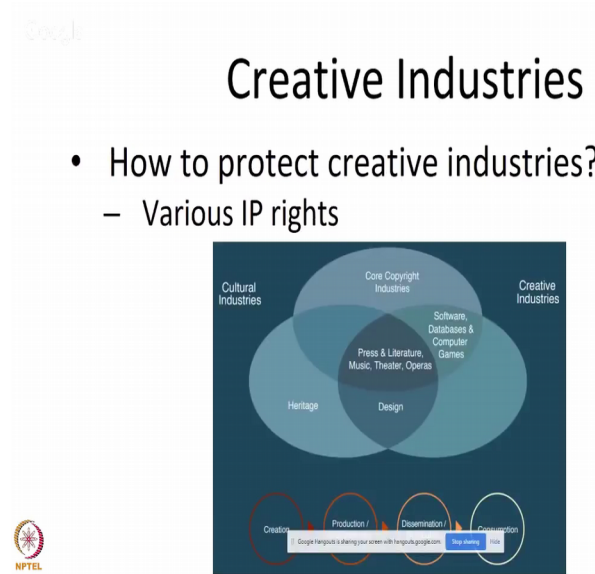 Creative Industries
• How to protect creative industries?
– Various IP rights
Cultural
Industries
Core Copyright
Industries
Creative
Industries
Software,
Databases &
Computer
Games
Press & Literature,
Music, Theater, Operas
Heritage
Design
Creation
Production /
Dissemination /
Consumption
Google Hangouts is sharing your screen with hangouts.google.com.
Stop sharing
Hide
NPTEL